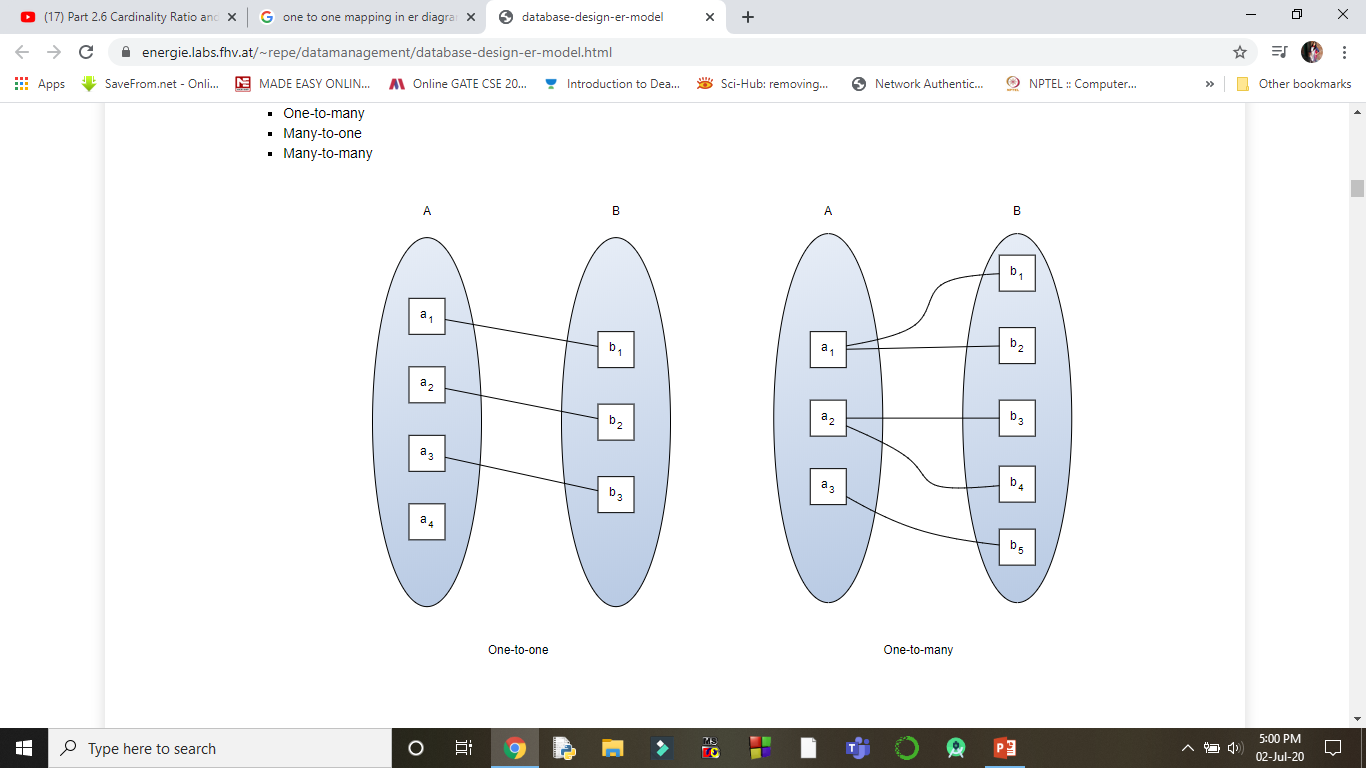 (17) Part 2.6 Cardinality Ratio and
one to one mapping in er diagra
database-design-er-model
energie.labs.fhv.at/~repe/datamanagement/database-design-er-model.html
Apps SaveFrom.net - Onli... MADE EASY ONLIN... Online GATE CSE 20... Introduction to Dea... Sci-Hub: removing... Network Authentic... NPTEL :: Computer... » Other bookmarks
One-to-many
Many-to-one
Many-to-many
A B
a1
a2
a3
a4
b1
b2
b3
One-to-one
A B
a1
a2
a3
b1
b2
b3
b4
b5
One-to-many
Type here to search
5:00 PM
02-Jul-20